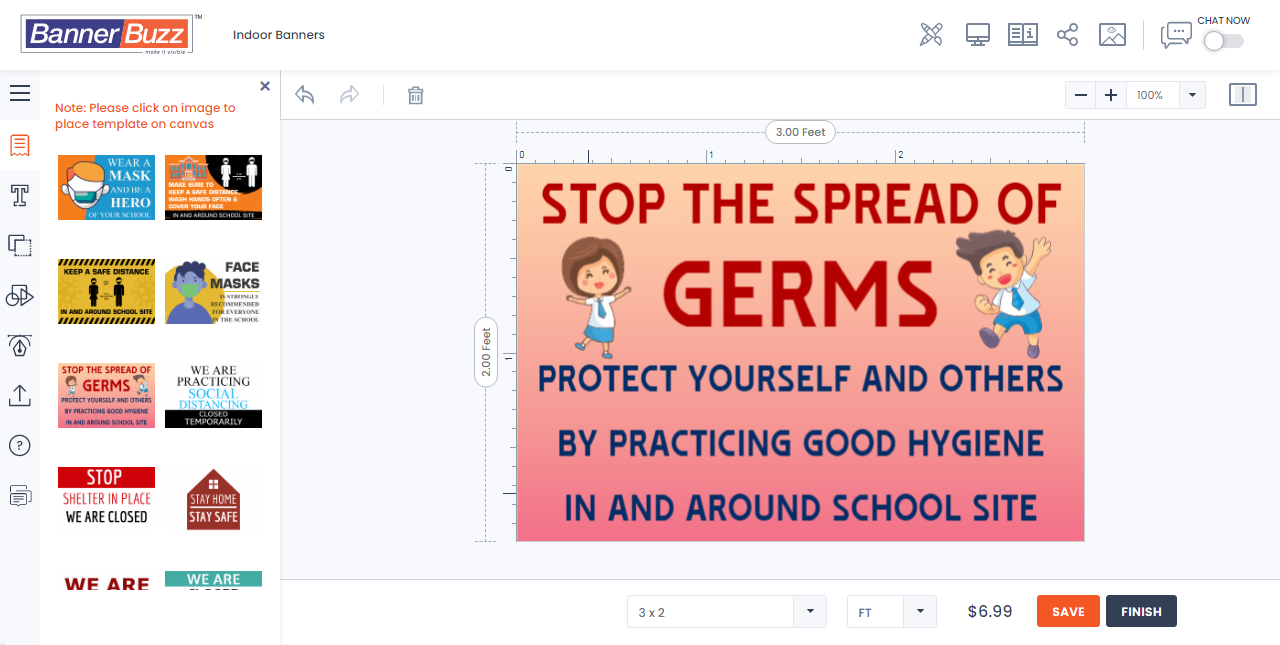 BannerBuzz
TM
make it visible
Indoor Banners
CHAT NOW
Note: Please click on image to
place template on canvas
100%
3.00 Feet
2.00 Feet
0
1
2
0
1
WEAR A
MASK
AND BE A
HERO
OF YOUR SCHOOL
MAKE SURE TO
KEEP A SAFE DISTANCE,
WASH HANDS OFTEN &
COVER YOUR FACE
IN AND AROUND SCHOOL SITE
KEEP A SAFE DISTANCE
IN AND AROUND SCHOOL SITE
FACE
MASKS
IS STRONGLY
RECOMMENDED
FOR EVERYONE
IN THE SCHOOL
STOP THE SPREAD OF
GERMS
PROTECT YOURSELF AND OTHERS
BY PRACTICING GOOD HYGIENE
IN AND AROUND SCHOOL SITE
WE ARE
PRACTICING
SOCIAL
DISTANCING
CLOSED
TEMPORARILY
STOP
SHELTER IN PLACE
WE ARE CLOSED
STAY HOME
STAY SAFE
WE ARE
WE ARE
STOP THE SPREAD OF
GERMS
PROTECT YOURSELF AND OTHERS
BY PRACTICING GOOD HYGIENE
IN AND AROUND SCHOOL SITE
3 x 2
FT
$6.99
SAVE
FINISH